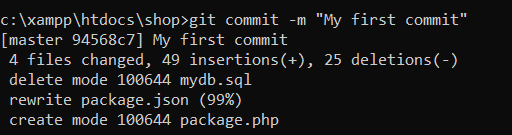 c:\xampp\htdocs\shop>git commit -m "My first commit"
[master 94568c7] My first commit
 4 files changed, 49 insertions(+), 25 deletions(-)
 delete mode 100644 mydb.sql
 rewrite package.json (99%)
 create mode 100644 package.php